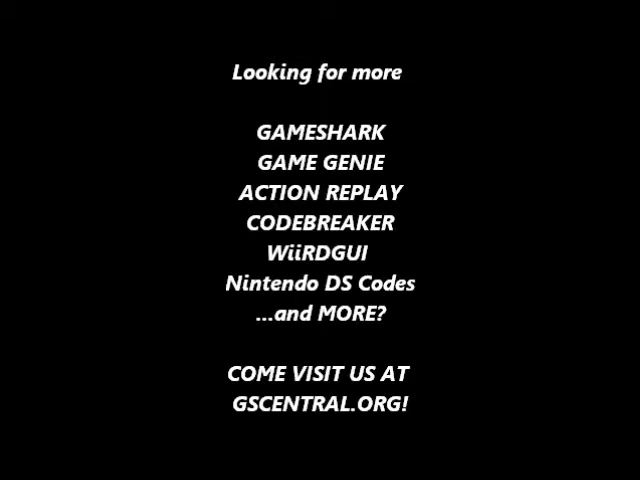 Looking for more
GAMESHARK
GAME GENIE
ACTION REPLAY
CODEBREAKER
WiiRDGUI
Nintendo DS Codes
...and MORE?
COME VISIT US AT
GSCENTRAL.ORG!